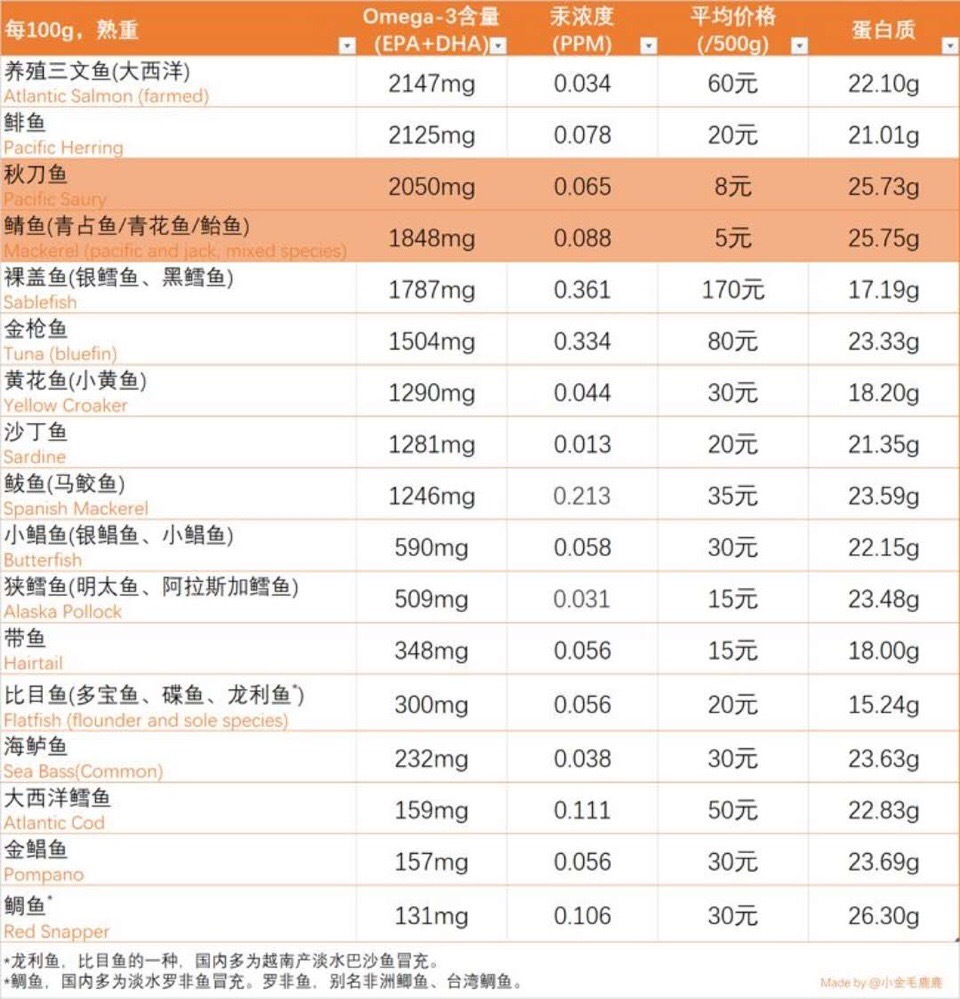 每100g，熟重 Omega-3含量 (EPA+DHA) 汞浓度 (PPM) 平均价格 (/500g) 蛋白质
养殖三文鱼(大西洋) 2147mg 0.034 60元 22.10g
Atlantic Salmon (farmed)
鲱鱼 2125mg 0.078 20元 21.01g
Pacific Herring
秋刀鱼 2050mg 0.065 8元 25.73g
Pacific Saury
鲭鱼(青占鱼/青花鱼/鲐鱼) 1848mg 0.088 5元 25.75g
Mackerel (pacific and jack, mixed species)
裸盖鱼(银鳕鱼、黑鳕鱼) 1787mg 0.361 170元 17.19g
Sablefish
金枪鱼 1504mg 0.334 80元 23.33g
Tuna (bluefin)
黄花鱼(小黄鱼) 1290mg 0.044 30元 18.20g
Yellow Croaker
沙丁鱼 1281mg 0.013 20元 21.35g
Sardine
鲅鱼(马鲛鱼) 1246mg 0.213 35元 23.59g
Spanish Mackerel
小鲳鱼(银鲳鱼、小鲳鱼) 590mg 0.058 30元 22.15g
Butterfish
狭鳕鱼(明太鱼、阿拉斯加鳕鱼) 509mg 0.031 15元 23.48g
Alaska Pollock
带鱼 348mg 0.056 15元 18.00g
Hairtail
比目鱼(多宝鱼、碟鱼、龙利鱼*) 300mg 0.056 20元 15.24g
Flatfish (flounder and sole species)
海鲈鱼 232mg 0.038 30元 23.63g
Sea Bass(Common)
大西洋鳕鱼 159mg 0.111 50元 22.83g
Atlantic Cod
金鲳鱼 157mg 0.056 30元 23.69g
Pompano
鲷鱼* 131mg 0.106 30元 26.30g
Red Snapper
*龙利鱼，比目鱼的一种，国内多为越南产淡水巴沙鱼冒充。
*鲷鱼，国内多为淡水罗非鱼冒充。罗非鱼，别名非洲鲫鱼、台湾鲷鱼。
Made by @小金毛鹿鹿